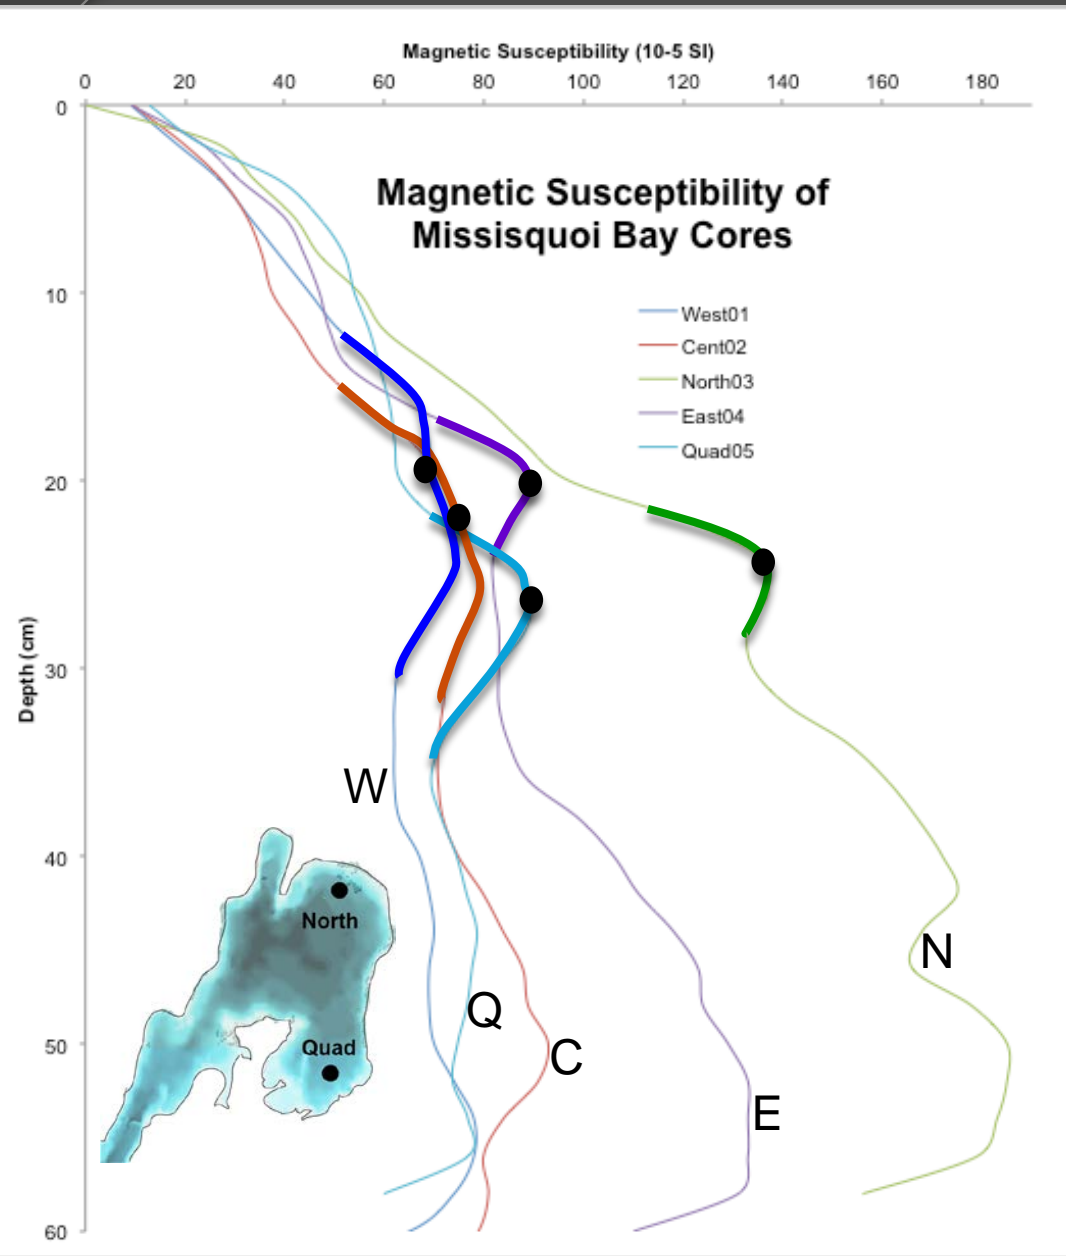 Magnetic Susceptibility (10-5 SI)
0 20 40 60 80 100 120 140 160 180
0
Magnetic Susceptibility of
Missisquoi Bay Cores
10
West01
Cent02
North03
East04
Quad05
20
Depth (cm)
30
W
40
North
N
Q
50
Quad
C
E
60